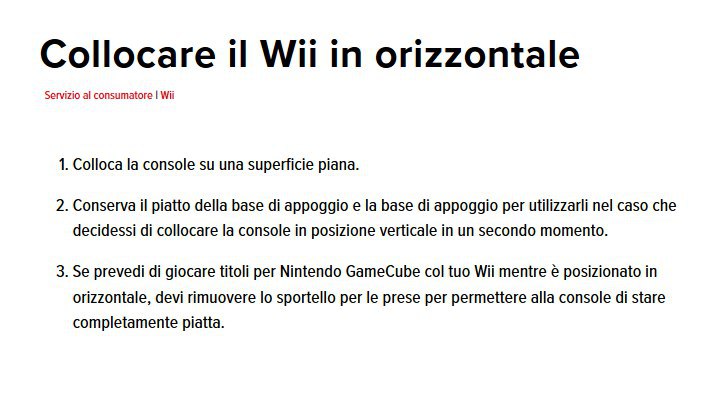 Collocare il Wii in orizzontale
Servizio al consumatore | Wii
1. Colloca la console su una superficie piana.
2. Conserva il piatto della base di appoggio e la base di appoggio per utilizzarli nel caso che
decidessi di collocare la console in posizione verticale in un secondo momento.
3. Se prevedi di giocare titoli per Nintendo GameCube col tuo Wii mentre è posizionato in
orizzontale, devi rimuovere lo sportello per le prese per permettere alla console di stare
completamente piatta.